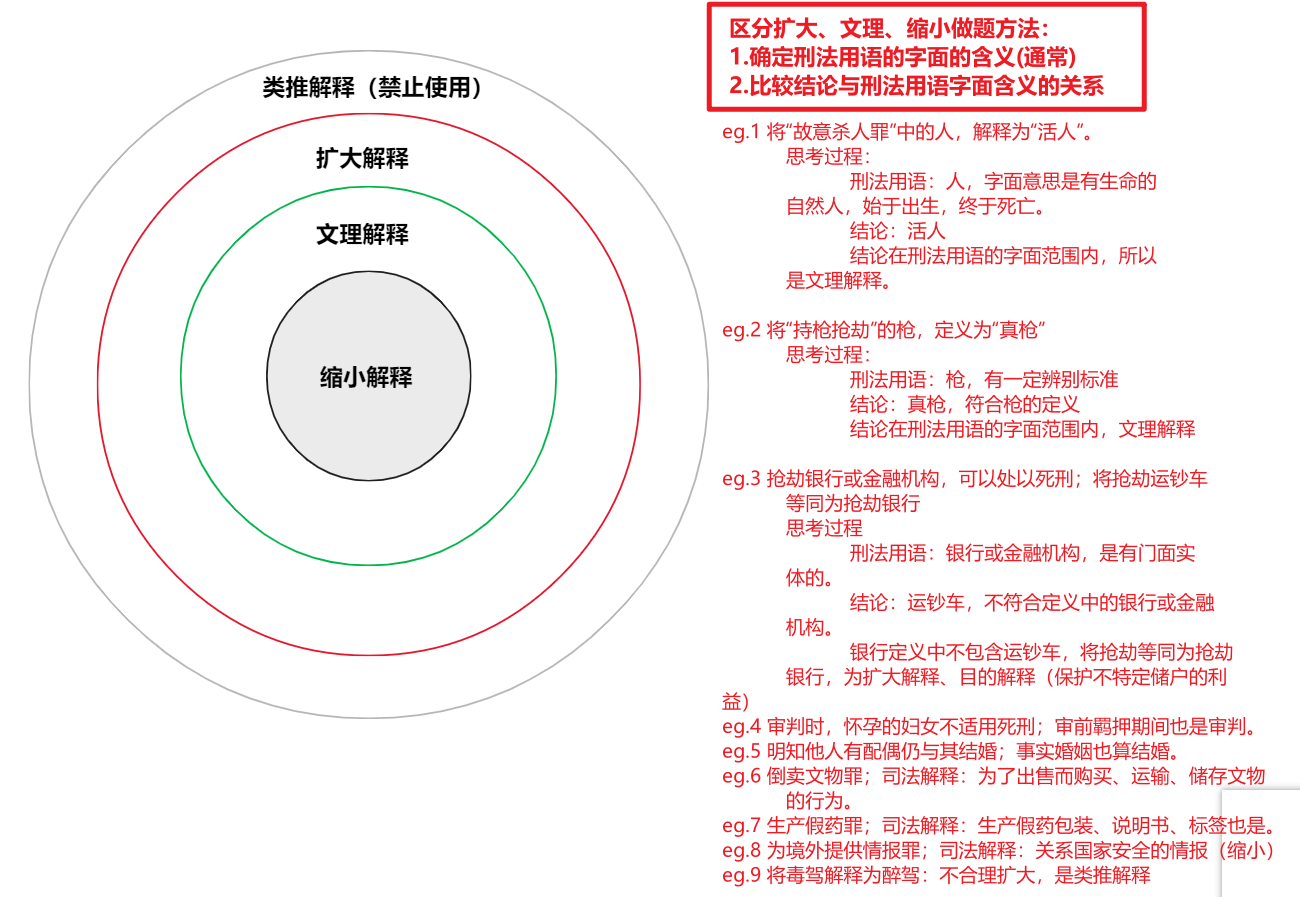 类推解释（禁止使用）
扩大解释
文理解释
缩小解释
区分扩大、文理、缩小做题方法：
1.确定刑法用语的字面的含义(通常)
2.比较结论与刑法用语字面含义的关系
eg.1 将“故意杀人罪”中的人，解释为“活人”。
思考过程：
刑法用语：人，字面意思是有生命的
自然人，始于出生，终于死亡。
结论：活人
结论在刑法用语的字面范围内，所以
是文理解释。
eg.2 将“持枪抢劫”的枪，定义为“真枪”
思考过程：
刑法用语：枪，有一定辨别标准
结论：真枪，符合枪的定义
结论在刑法用语的字面范围内，文理解释
eg.3 抢劫银行或金融机构，可以处以死刑；将抢劫运钞车
等同为抢劫银行
思考过程
刑法用语：银行或金融机构，是有门面实
体的。
结论：运钞车，不符合定义中的银行或金融
机构。
银行定义中不包含运钞车，将抢劫等同为抢劫
银行，为扩大解释、目的解释（保护不特定储户的利
益）
eg.4 审判时，怀孕的妇女不适用死刑；审前羁押期间也是审判。
eg.5 明知他人有配偶仍与其结婚；事实婚姻也算结婚。
eg.6 倒卖文物罪；司法解释：为了出售而购买、运输、储存文物
的行为。
eg.7 生产假药罪；司法解释：生产假药包装、说明书、标签也是。
eg.8 为境外提供情报罪；司法解释：关系国家安全的情报（缩小）
eg.9 将毒驾解释为醉驾：不合理扩大，是类推解释